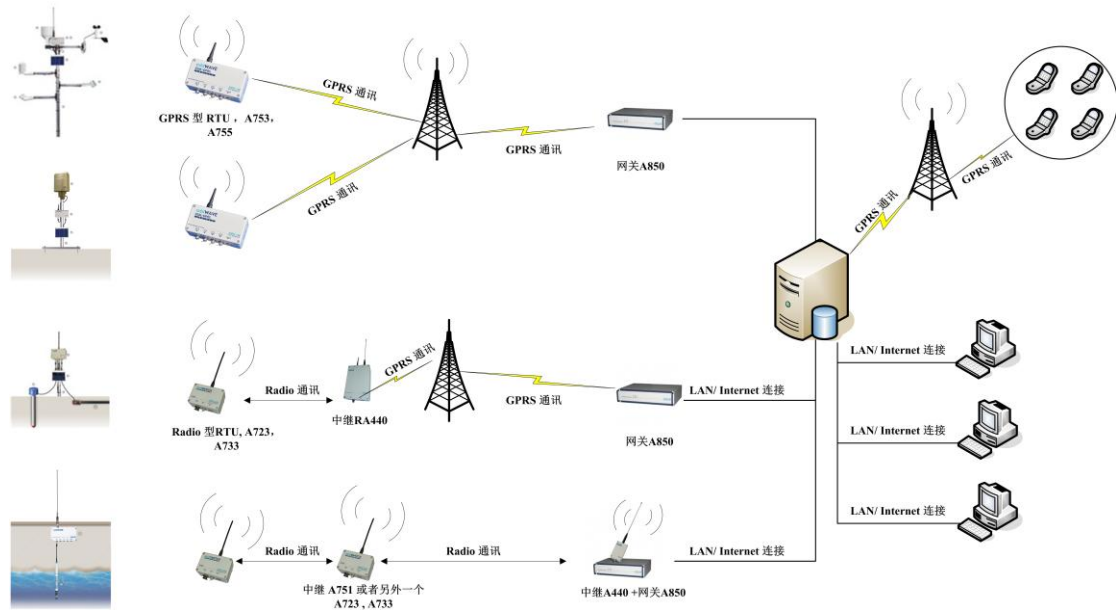 GPRS 通讯
GPRS 型 RTU ，A753，
A755
GPRS 通讯
网关A850
GPRS 通讯
GPRS 通讯
GPRS 通讯
LAN/ Internet 连接
Radio 通讯
中继RA440
GPRS 通讯
GPRS 通讯
LAN/ Internet 连接
网关A850
Radio 型RTU, A723，
A733
LAN/ Internet 连接
LAN/ Internet 连接
Radio 通讯
Radio 通讯
LAN/ Internet 连接
中继 A751 或者另外一个
A723 , A733
中继A440 +网关A850